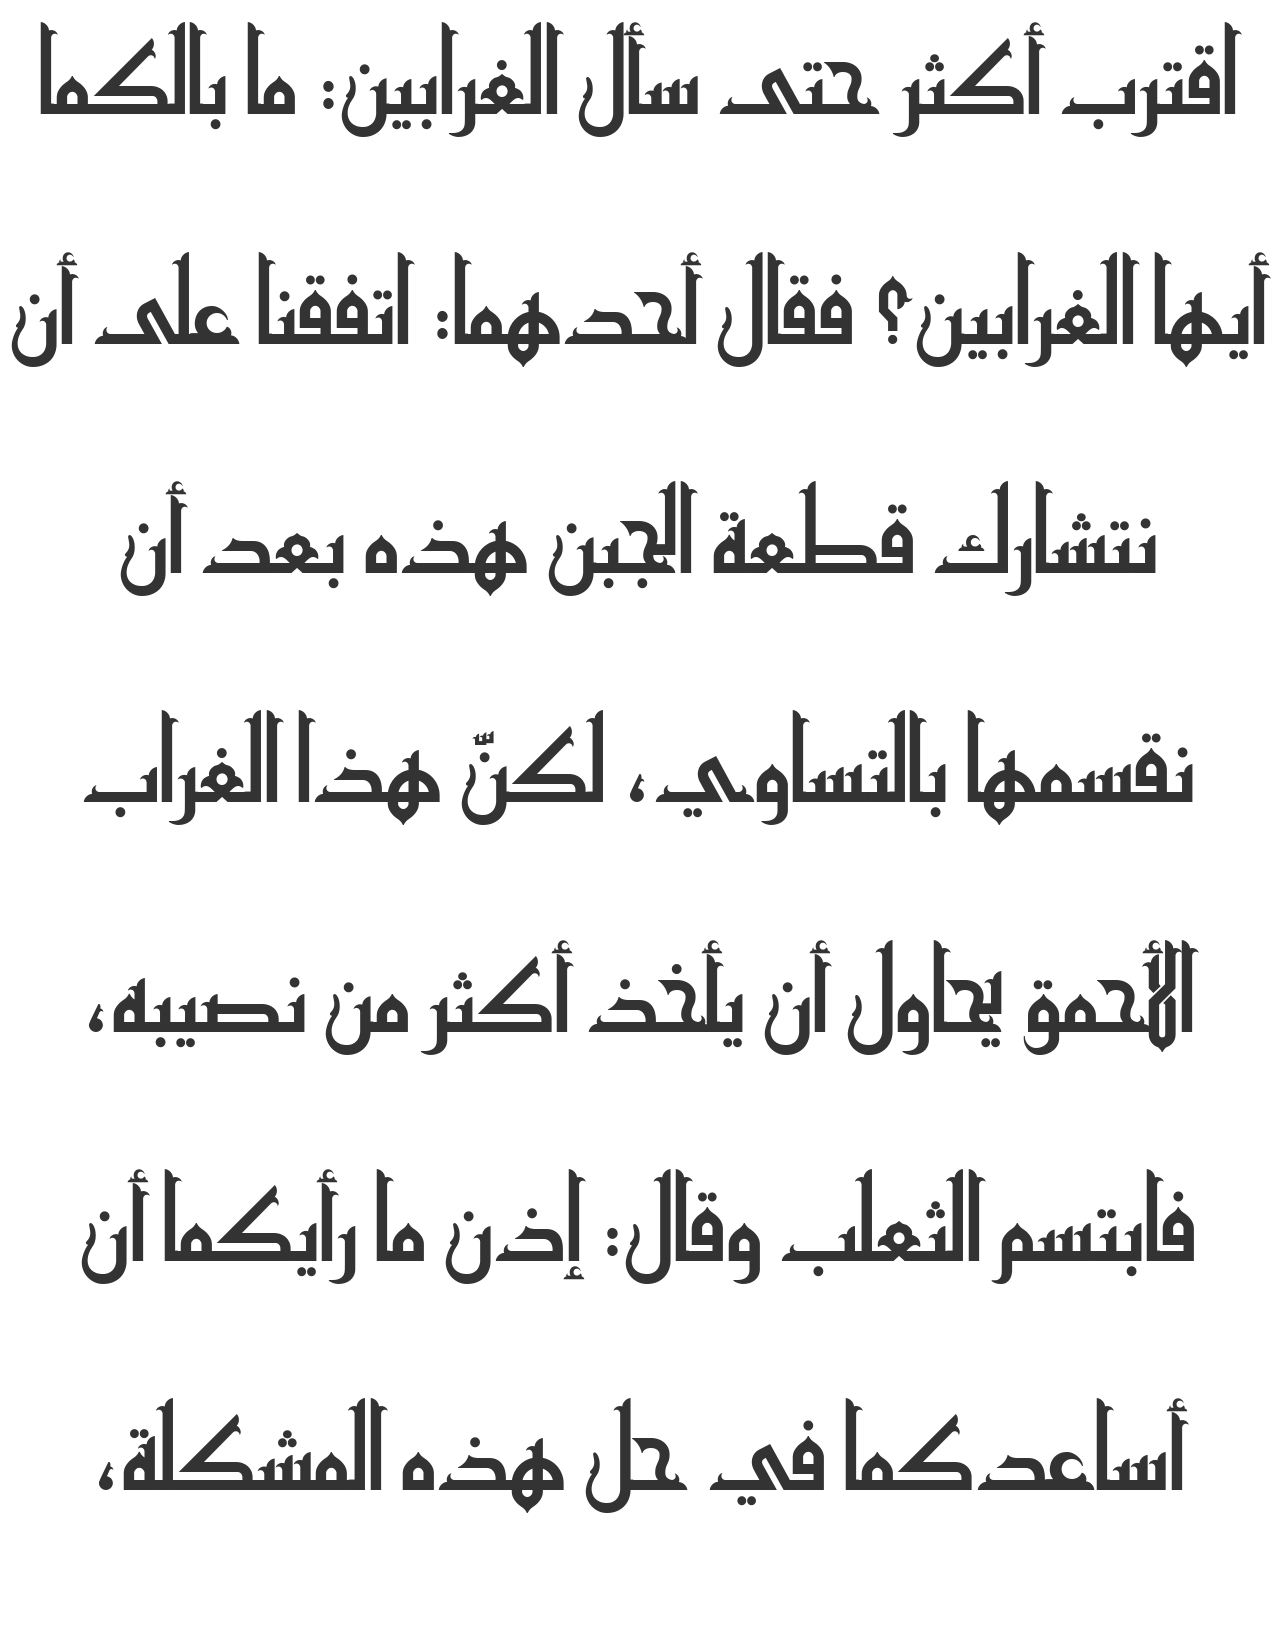 اقترب أكثر حتى سأل الغرابين: ما بالكما
أيها الغرابين؟ فقال أحدهما: اتفقنا على أن
نتشارك قطعة الجبن هذه بعد أن
نقسمها بالتساوي، لكنّ هذا الغراب
الأحمق يحاول أن يأخذ أكثر من نصيبه،
فابتسم الثعلب وقال: إذن ما رأيكما أن
أساعدكما في حل هذه المشكلة،